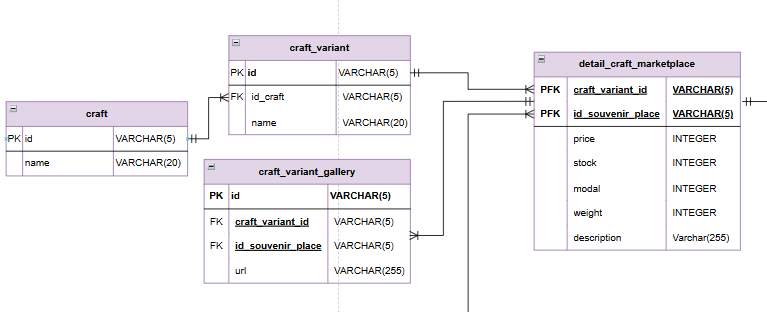 craft_variant
PK id VARCHAR(5)
FK id_craft VARCHAR(5)
name VARCHAR(20)
craft
PK id VARCHAR(5)
name VARCHAR(20)
craft_variant_gallery
PK id VARCHAR(5)
FK craft_variant_id VARCHAR(5)
FK id_souvenir_place VARCHAR(5)
url VARCHAR(255)
detail_craft_marketplace
PFK craft_variant_id VARCHAR(5)
PFK id_souvenir_place VARCHAR(5)
price INTEGER
stock INTEGER
modal INTEGER
weight INTEGER
description Varchar(255)